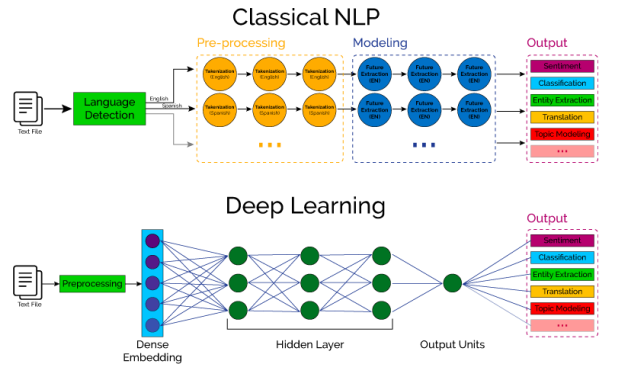 Classical NLP
Pre-processing
Modeling
Output
Text File
Language
Detection
English
Spanish
Tokenization
(English)
Tokenization
(English)
Tokenization
(English)
Future
Extraction
(EN)
Future
Extraction
(EN)
Future
Extraction
(EN)
Tokenization
(Spanish)
Tokenization
(Spanish)
Tokenization
(Spanish)
Future
Extraction
(EN)
Future
Extraction
(EN)
Future
Extraction
(EN)
Sentiment
Classification
Entity Extraction
Translation
Topic Modeling
...
Deep Learning
Output
Text File
Preprocessing
Sentiment
Classification
Entity Extraction
Translation
Topic Modeling
...
Dense
Embedding
Hidden Layer
Output Units